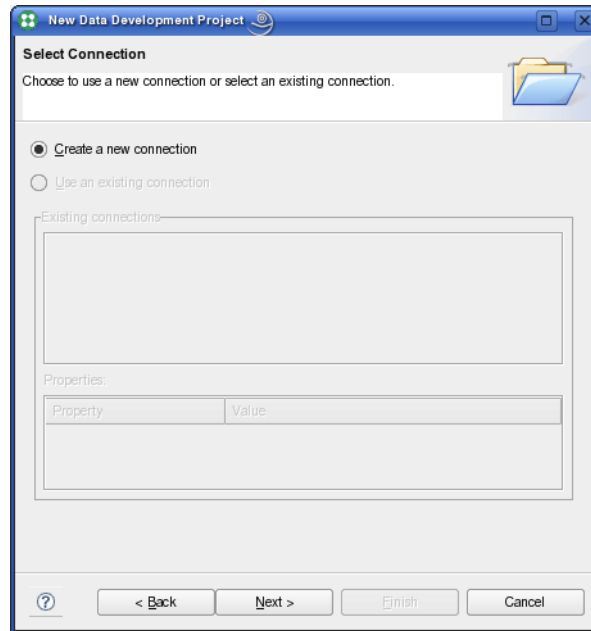 New Data Development Project
Select Connection
Choose to use a new connection or select an existing connection.
Create a new connection
Use an existing connection
Existing connections
Properties:
Property Value
? < Back Next > Finish Cancel